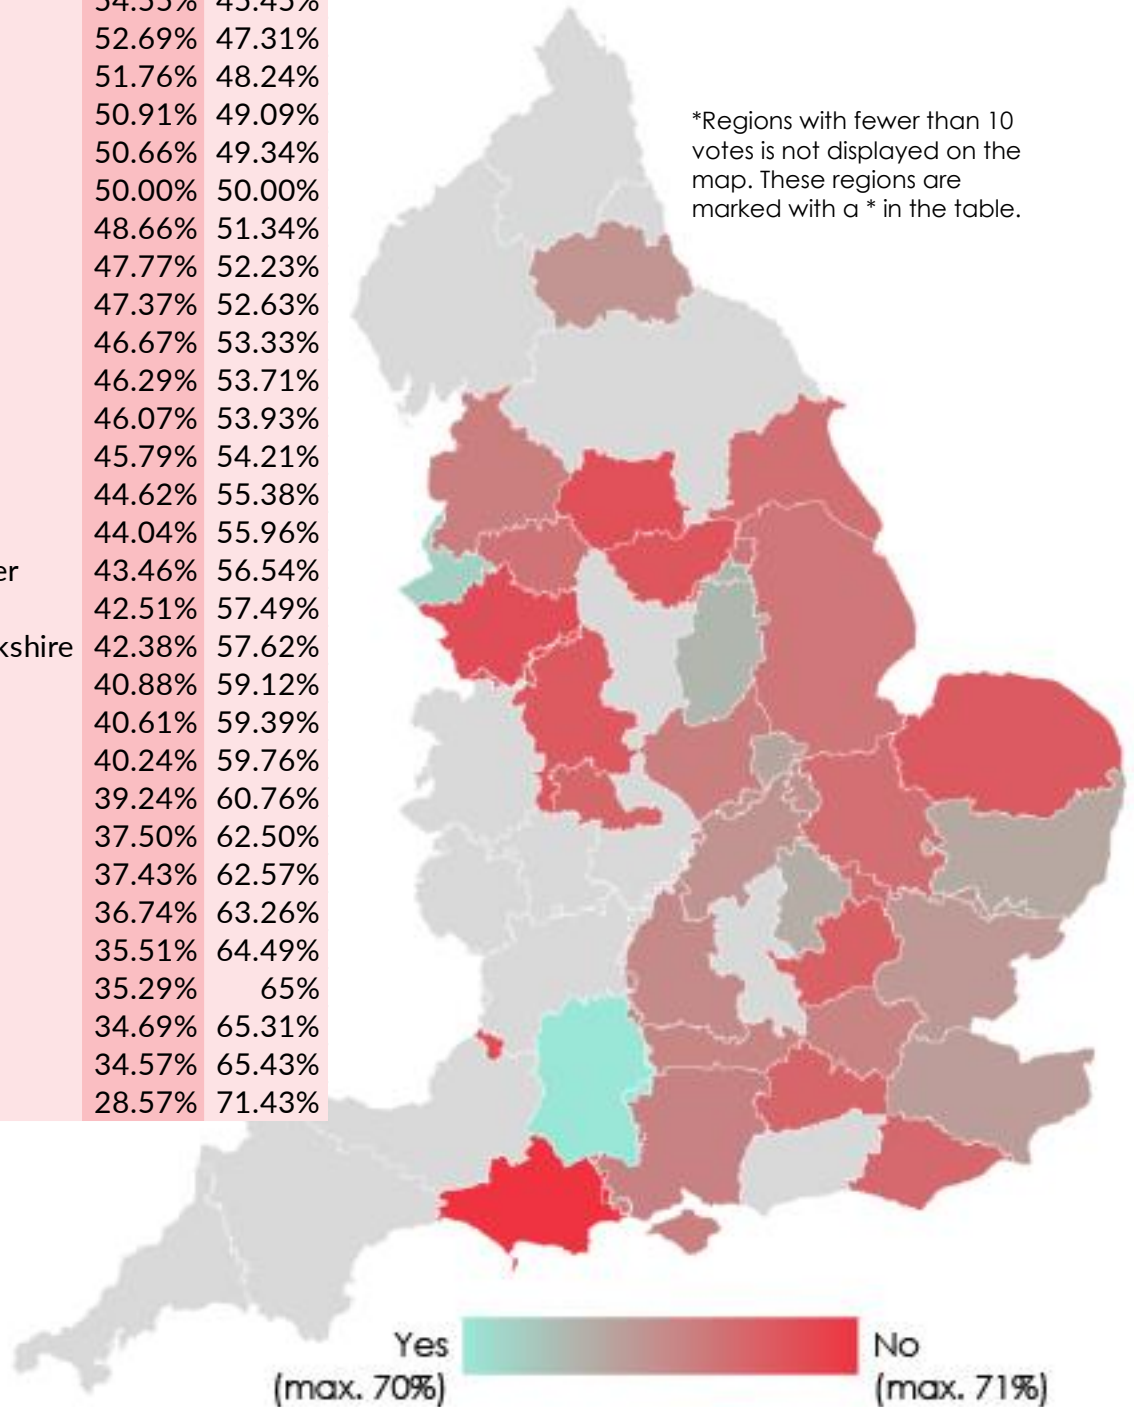 54.55% 45.45%
52.69% 47.31%
51.76% 48.24%
50.91% 49.09%
50.66% 49.34%
50.00% 50.00%
48.66% 51.34%
47.77% 52.23%
47.37% 52.63%
46.67% 53.33%
46.29% 53.71%
46.07% 53.93%
45.79% 54.21%
44.62% 55.38%
44.04% 55.96%
er 43.46% 56.54%
42.51% 57.49%
kshire 42.38% 57.62%
40.88% 59.12%
40.61% 59.39%
40.24% 59.76%
39.24% 60.76%
37.50% 62.50%
37.43% 62.57%
36.74% 63.26%
35.51% 64.49%
35.29% 65%
34.69% 65.31%
34.57% 65.43%
28.57% 71.43%
*Regions with fewer than 10
votes is not displayed on the
map. These regions are
marked with a * in the table.
Yes
(max. 70%)
No
(max. 71%)